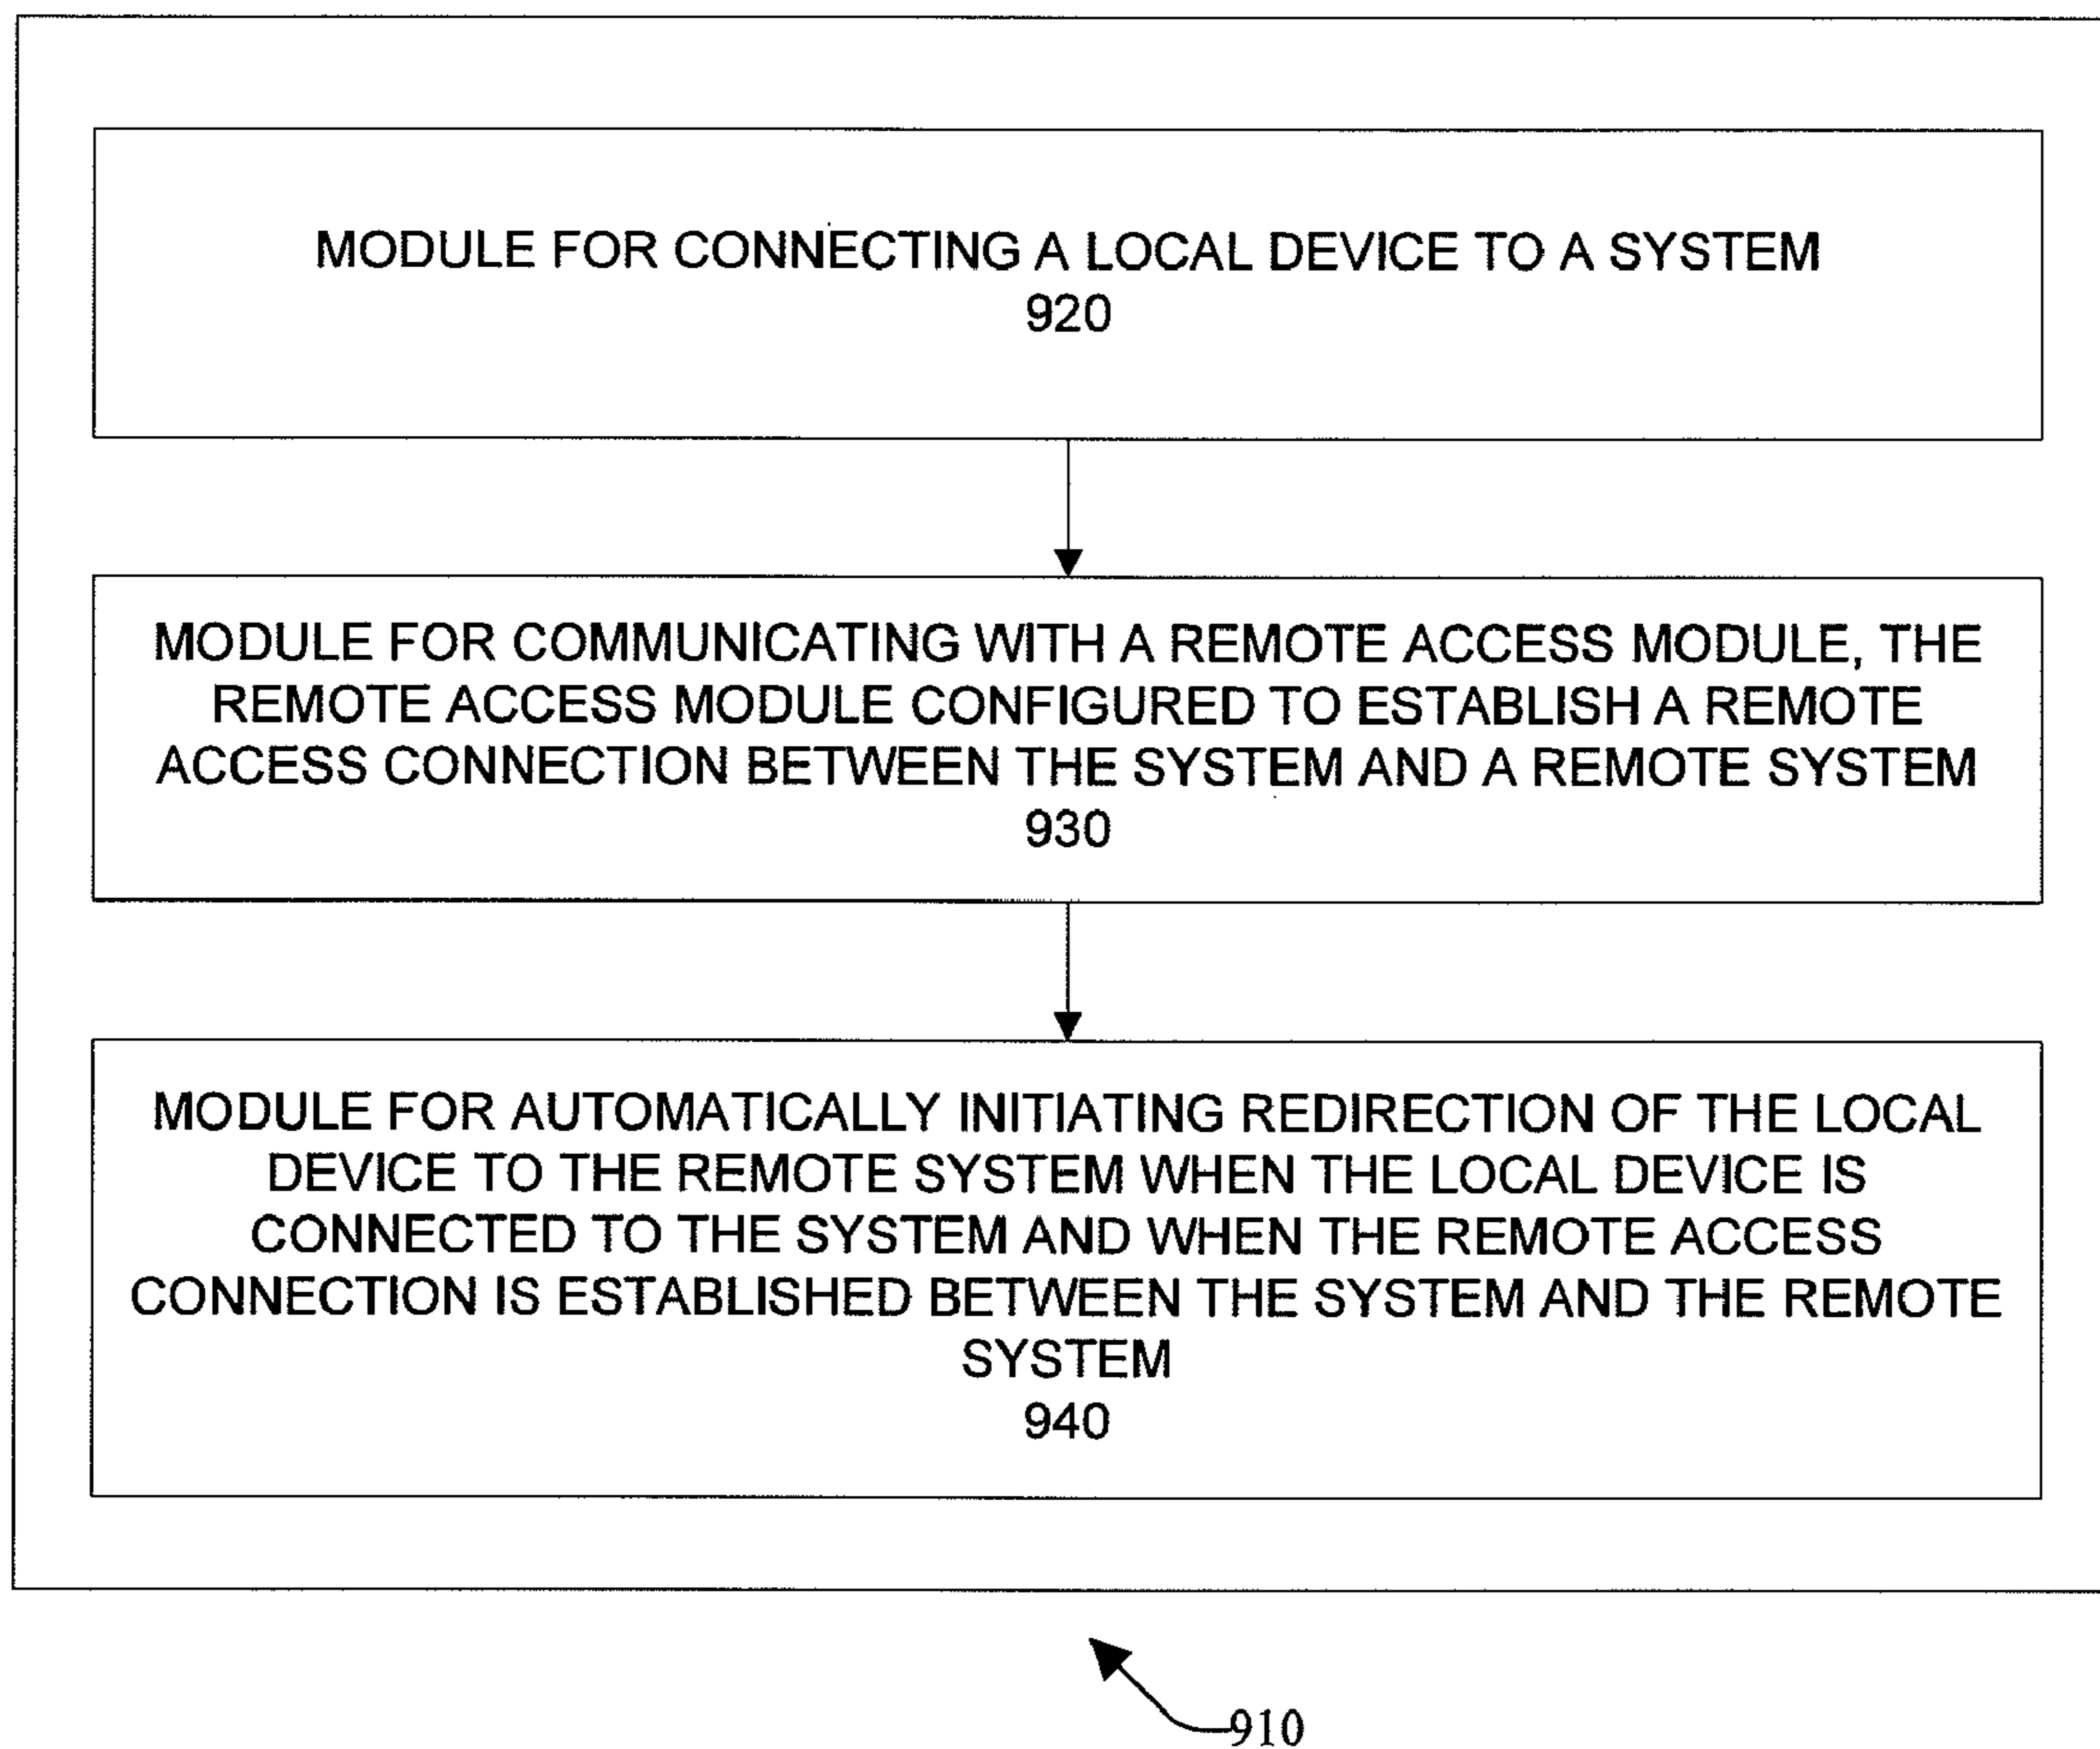 MODULE FOR CONNECTING A LOCAL DEVICE TO A SYSTEM
920
MODULE FOR COMMUNICATING WITH A REMOTE ACCESS MODULE, THE
REMOTE ACCESS MODULE CONFIGURED TO ESTABLISH A REMOTE
ACCESS CONNECTION BETWEEN THE SYSTEM AND A REMOTE SYSTEM
930
MODULE FOR AUTOMATICALLY INITIATING REDIRECTION OF THE LOCAL
DEVICE TO THE REMOTE SYSTEM WHEN THE LOCAL DEVICE IS
CONNECTED TO THE SYSTEM AND WHEN THE REMOTE ACCESS
CONNECTION IS ESTABLISHED BETWEEN THE SYSTEM AND THE REMOTE
SYSTEM
940
910